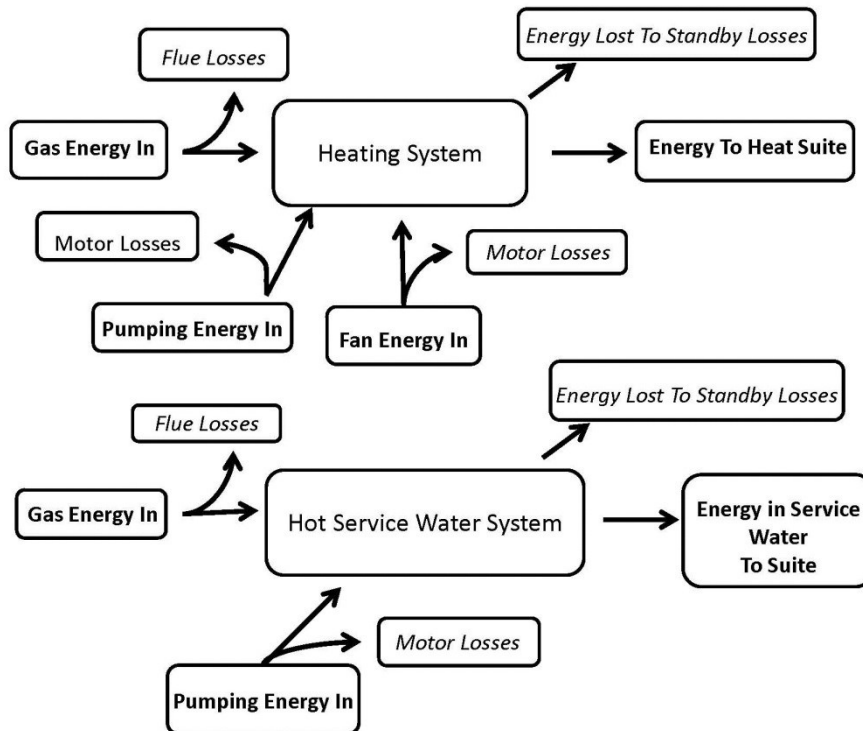 Energy Lost To Standby Losses
Flue Losses
Gas Energy In
Heating System
Energy To Heat Suite
Motor Losses
Motor Losses
Pumping Energy In
Fan Energy In
Energy Lost To Standby Losses
Flue Losses
Gas Energy In
Hot Service Water System
Energy in Service
Water
To Suite
Motor Losses
Pumping Energy In